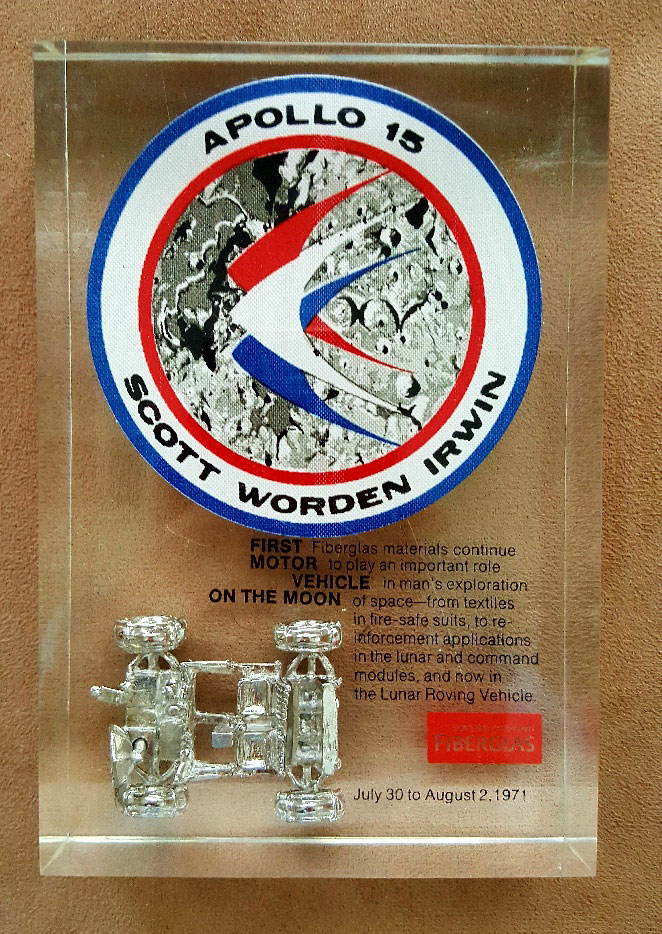 APOLLO 15
SCOTT WORDEN IRWIN
FIRST Fiberglas materials continue
MOTOR to play an important role
VEHICLE in man's exploration
ON THE MOON of space—from textiles
in fire-safe suits, to re-
inforcement applications
in the lunar and command
modules, and now in
the Lunar Roving Vehicle.
FIBERGLAS
July 30 to August 2, 1971